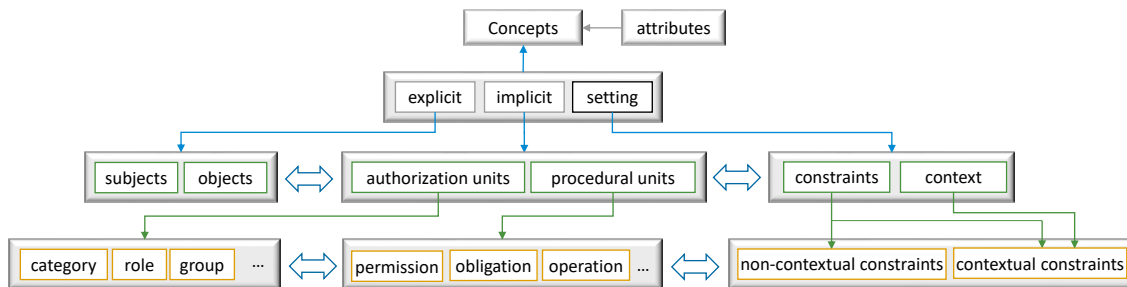 Concepts attributes
explicit implicit setting
subjects objects authorization units procedural units constraints context
category role group ... permission obligation operation ... non-contextual constraints contextual constraints